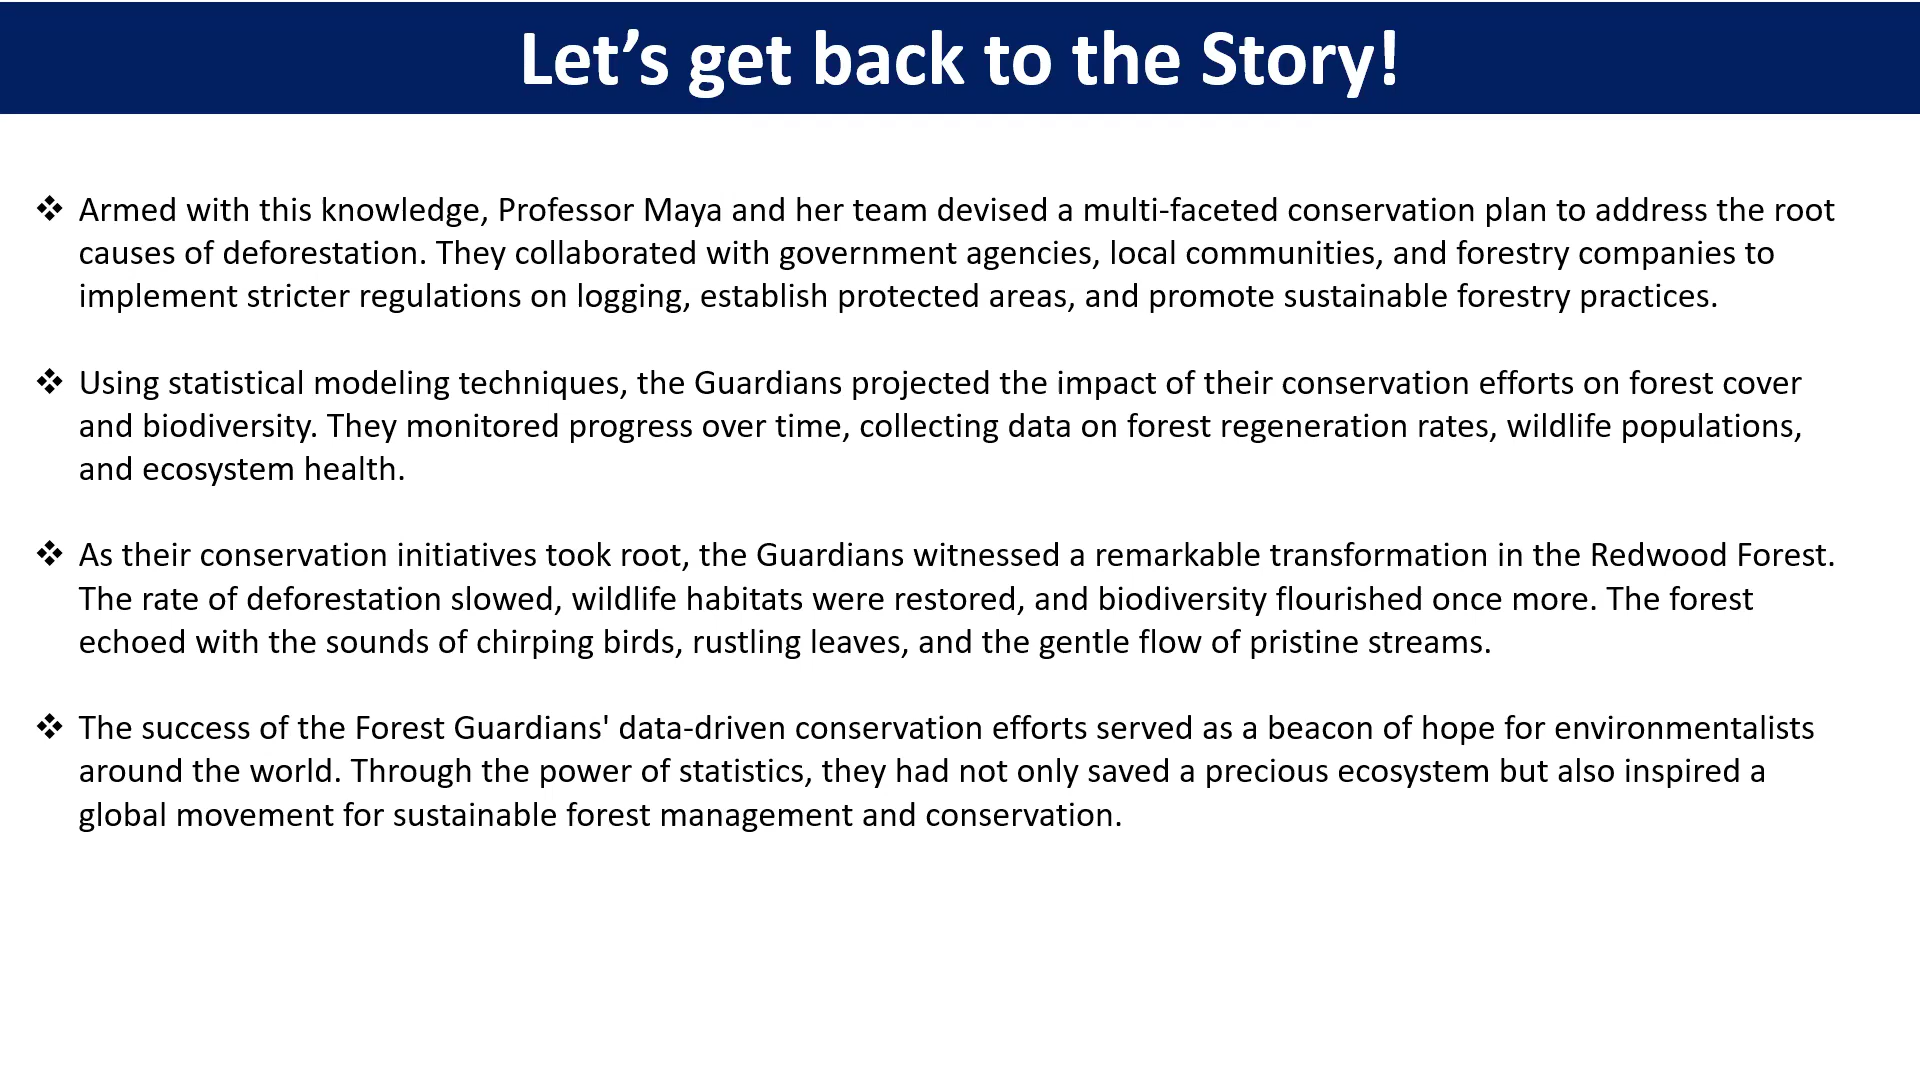 Let’s get back to the Story!
❖ Armed with this knowledge, Professor Maya and her team devised a multi-faceted conservation plan to address the root
causes of deforestation. They collaborated with government agencies, local communities, and forestry companies to
implement stricter regulations on logging, establish protected areas, and promote sustainable forestry practices.
❖ Using statistical modeling techniques, the Guardians projected the impact of their conservation efforts on forest cover
and biodiversity. They monitored progress over time, collecting data on forest regeneration rates, wildlife populations,
and ecosystem health.
❖ As their conservation initiatives took root, the Guardians witnessed a remarkable transformation in the Redwood Forest.
The rate of deforestation slowed, wildlife habitats were restored, and biodiversity flourished once more. The forest
echoed with the sounds of chirping birds, rustling leaves, and the gentle flow of pristine streams.
❖ The success of the Forest Guardians' data-driven conservation efforts served as a beacon of hope for environmentalists
around the world. Through the power of statistics, they had not only saved a precious ecosystem but also inspired a
global movement for sustainable forest management and conservation.